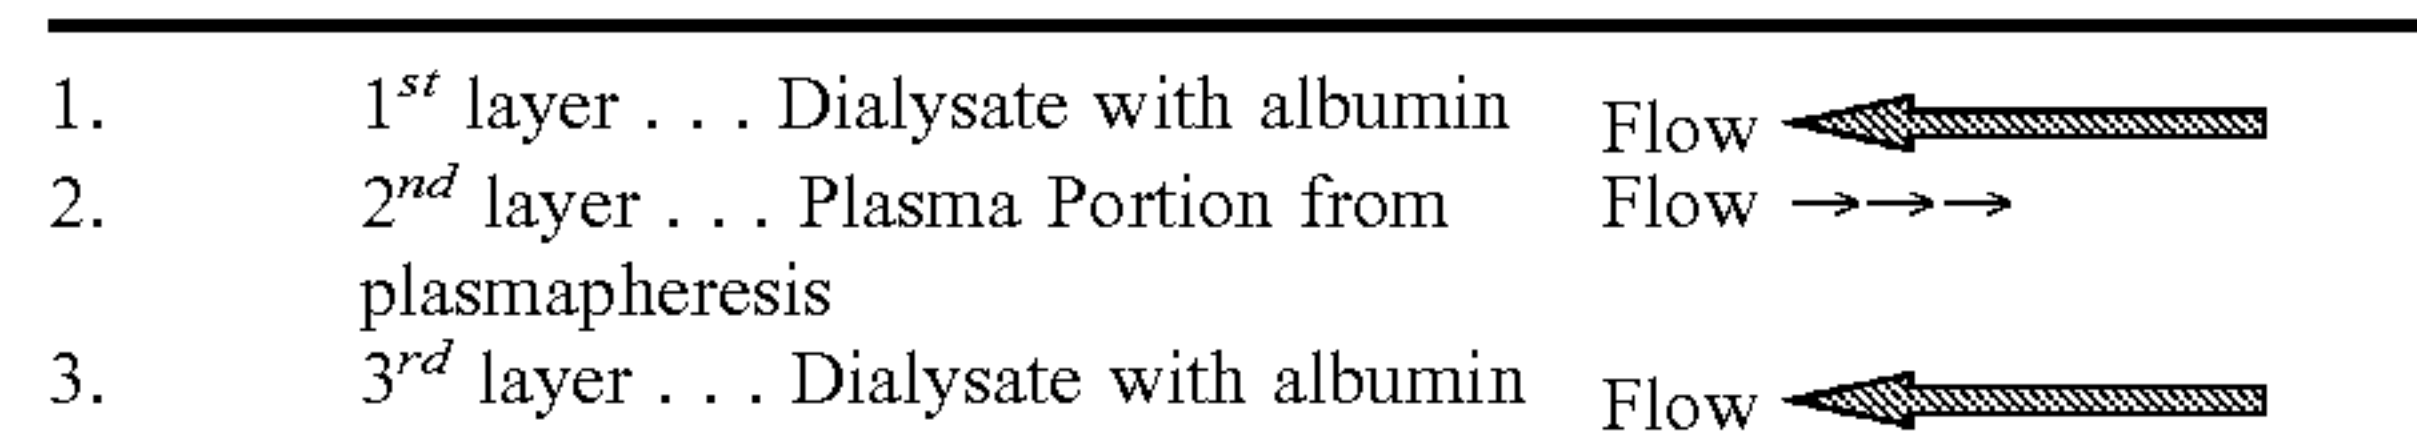 1. 1st layer . . . Dialysate with albumin Flow
2. 2nd layer . . . Plasma Portion from Flow →→→
plasmapheresis
3. 3rd layer . . . Dialysate with albumin Flow